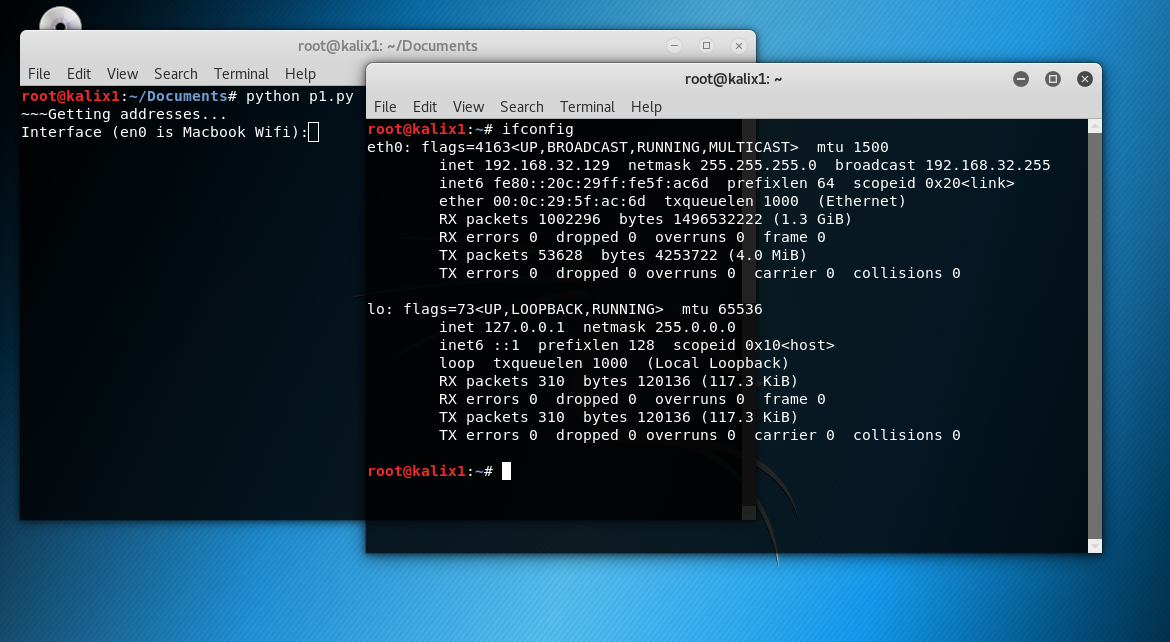 root@kalix1: ~/Documents
File Edit View Search Terminal Help
root@kalix1:~/Documents# python p1.py
~~~Getting addresses...
Interface (en0 is Macbook Wifi):
root@kalix1: ~
File Edit View Search Terminal Help
root@kalix1:~# ifconfig
eth0: flags=4163<UP,BROADCAST,RUNNING,MULTICAST>  mtu 1500
        inet 192.168.32.129  netmask 255.255.255.0  broadcast 192.168.32.255
        inet6 fe80::20c:29ff:fe5f:ac6d  prefixlen 64  scopeid 0x20<link>
        ether 00:0c:29:5f:ac:6d  txqueuelen 1000  (Ethernet)
        RX packets 1002296  bytes 1496532222 (1.3 GiB)
        RX errors 0  dropped 0  overruns 0  frame 0
        TX packets 53628  bytes 4253722 (4.0 MiB)
        TX errors 0  dropped 0 overruns 0  carrier 0  collisions 0
lo: flags=73<UP,LOOPBACK,RUNNING>  mtu 65536
        inet 127.0.0.1  netmask 255.0.0.0
        inet6 ::1  prefixlen 128  scopeid 0x10<host>
        loop  txqueuelen 1000  (Local Loopback)
        RX packets 310  bytes 120136 (117.3 KiB)
        RX errors 0  dropped 0  overruns 0  frame 0
        TX packets 310  bytes 120136 (117.3 KiB)
        TX errors 0  dropped 0 overruns 0  carrier 0  collisions 0
root@kalix1:~#